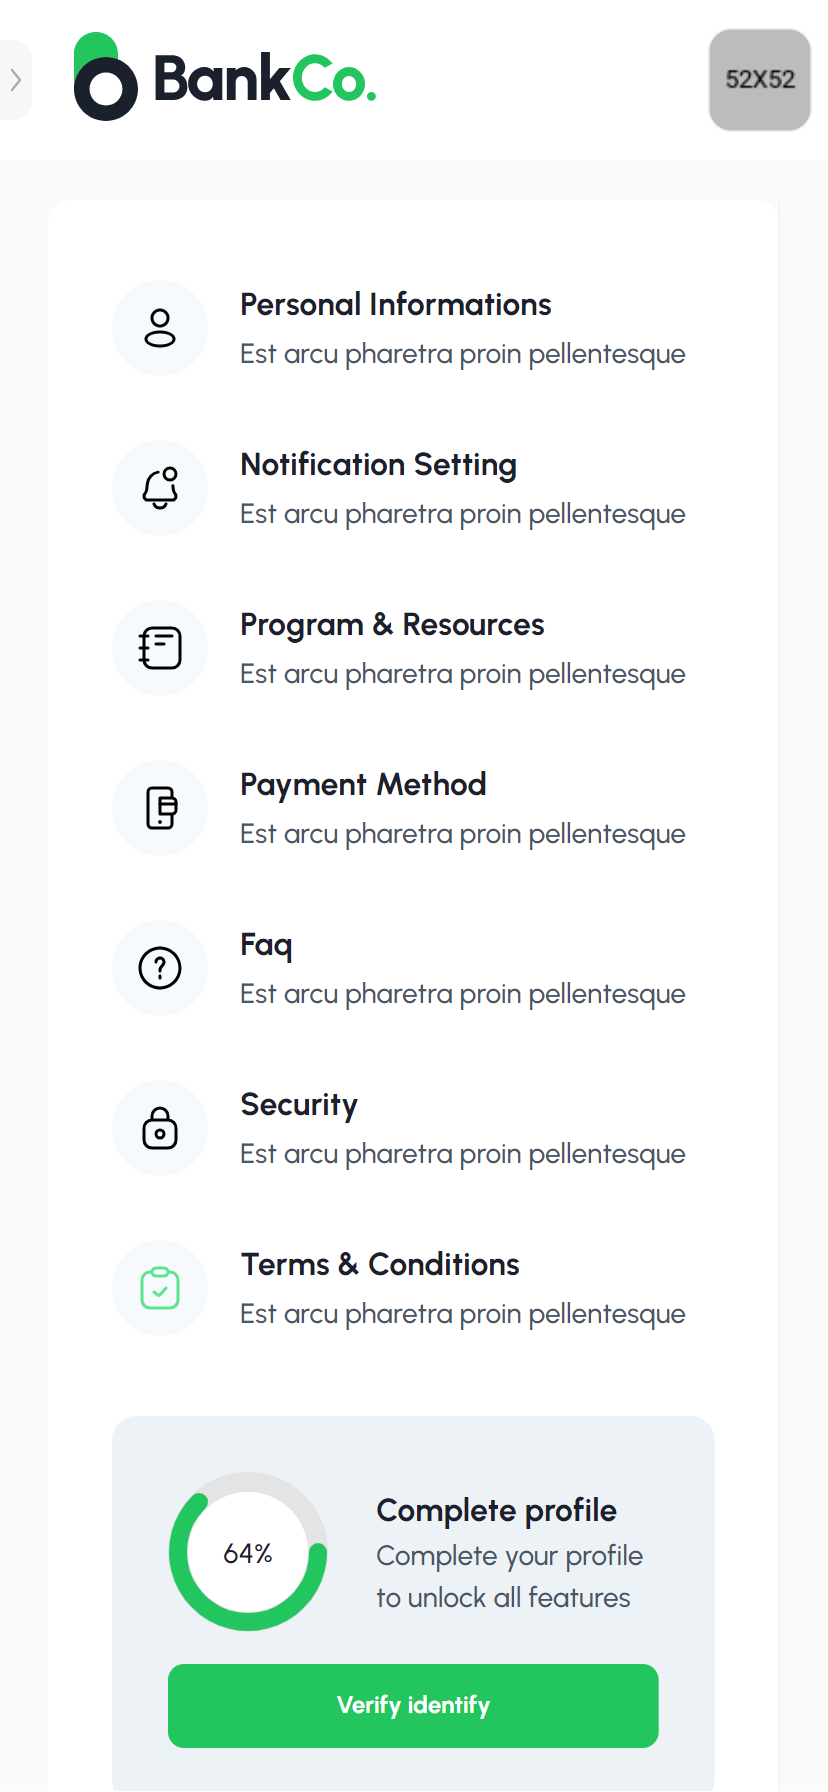 BankCo.
52X52
Personal Informations
Est arcu pharetra proin pellentesque
Notification Setting
Est arcu pharetra proin pellentesque
Program & Resources
Est arcu pharetra proin pellentesque
Payment Method
Est arcu pharetra proin pellentesque
Faq
Est arcu pharetra proin pellentesque
Security
Est arcu pharetra proin pellentesque
Terms & Conditions
Est arcu pharetra proin pellentesque
64%
Complete profile
Complete your profile
to unlock all features
Verify identify